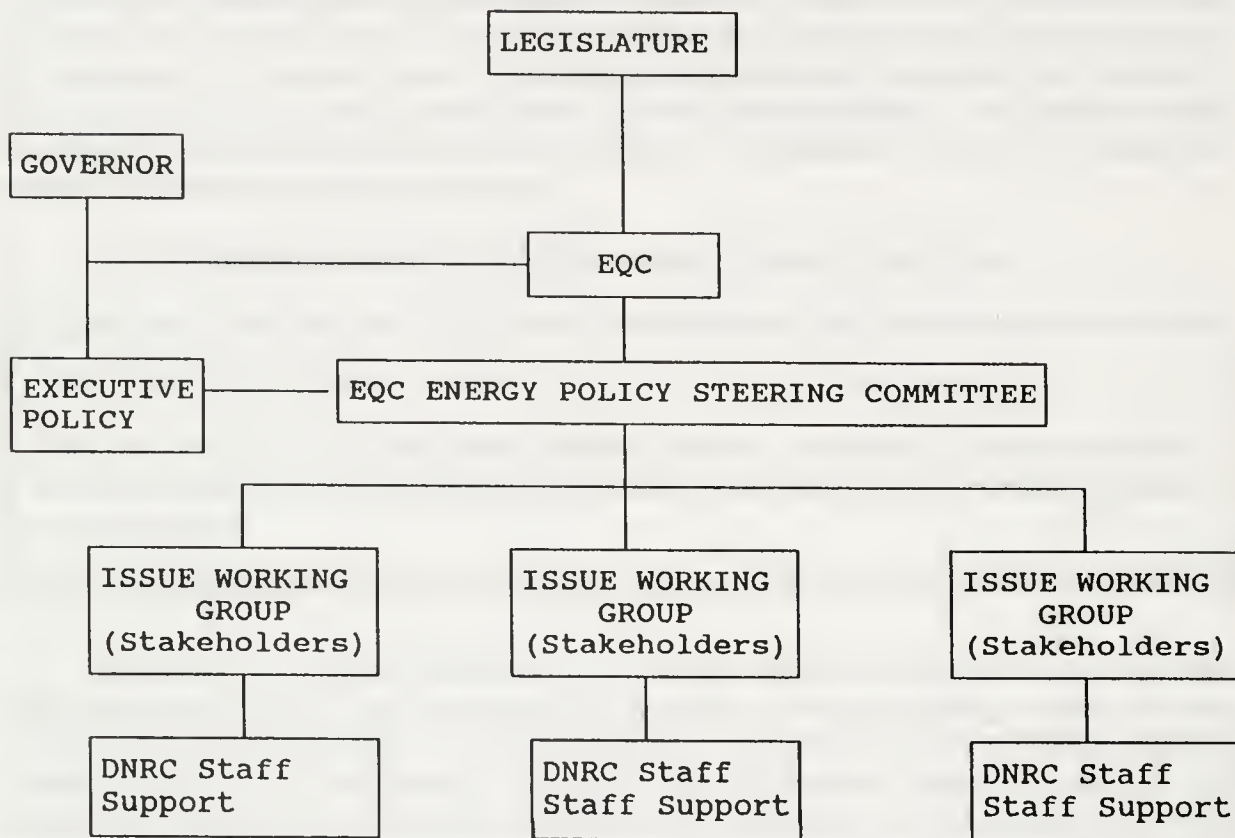 LEGISLATURE
GOVERNOR
EQC
EXECUTIVE
POLICY
EQC ENERGY POLICY STEERING COMMITTEE
ISSUE WORKING
GROUP
(Stakeholders)
ISSUE WORKING
GROUP
(Stakeholders)
ISSUE WORKING
GROUP
(Stakeholders)
DNRC Staff
Support
DNRC Staff
Staff Support
DNRC Staff
Staff Support